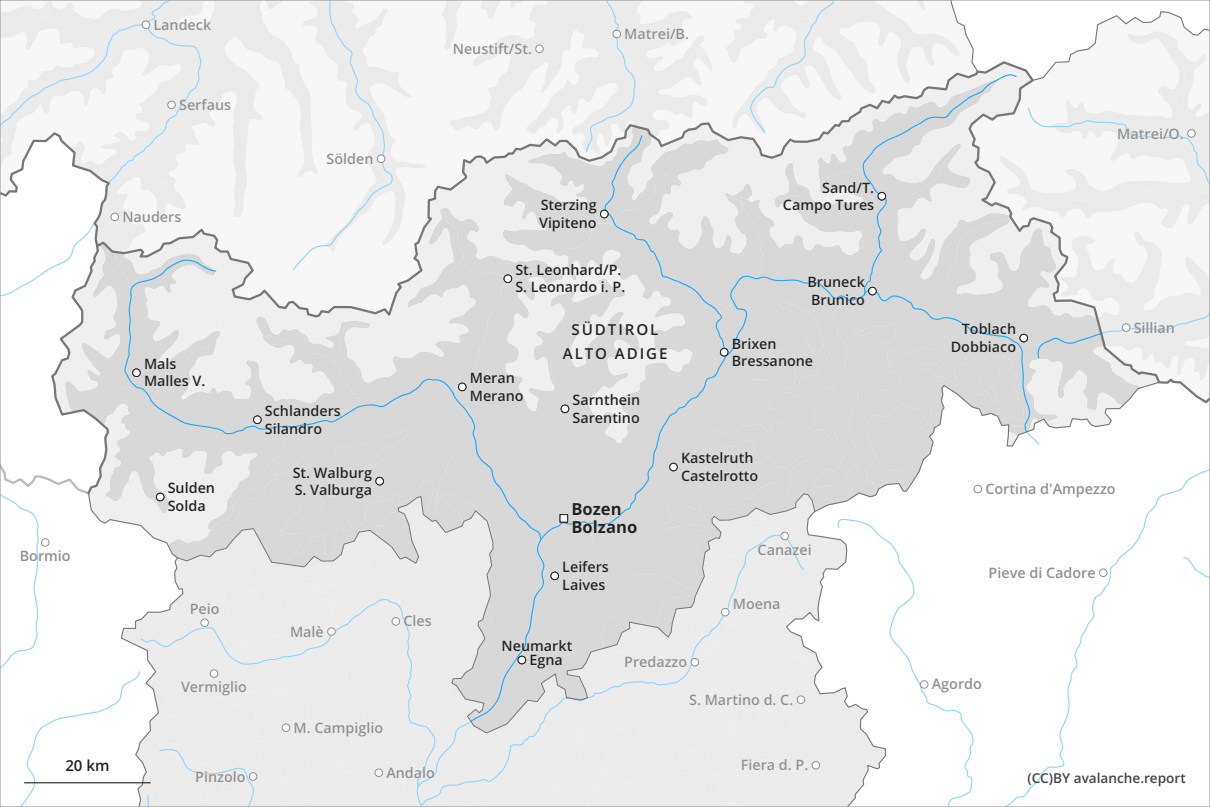 Landeck
Matrei/B.
Neustift/St.
Serfaus
Matrei/O.
Sölden
Sand/T.
Campo Tures
Nauders
Sterzing
Vipiteno
St. Leonhard/P.
S. Leonardo i. P.
Bruneck
Brunico
SÜDTIROL
ALTO ADIGE
Toblach
Dobbiaco
Sillian
Brixen
Bressanone
Mals
Malles V.
Meran
Merano
Schlanders
Silandro
Sarnthein
Sarentino
St. Walburg
S. Valburga
Kastelruth
Castelrotto
Sulden
Solda
Cortina d'Ampezzo
Bozen
Bolzano
Bormio
Canazei
Leifers
Laives
Pieve di Cadore
Peio
Malè
Cles
Moena
Neumarkt
Egna
Predazzo
Vermiglio
Agordo
S. Martino d. C.
M. Campiglio
20 km
Pinzolo
Andalo
Fiera d. P.
(CC)BY avalanche.report